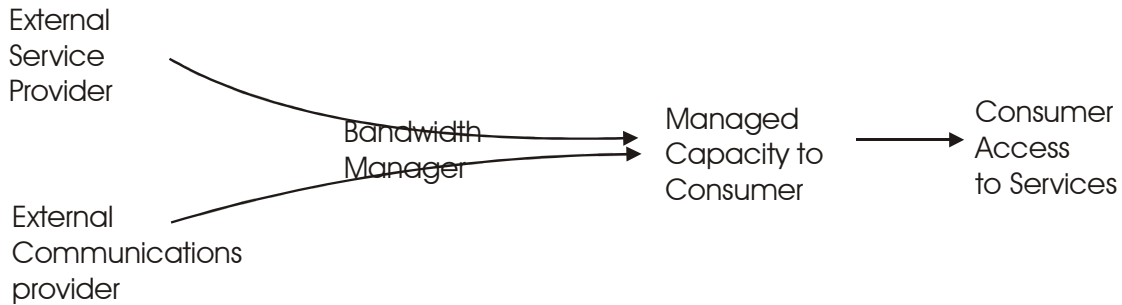 External
Service
Provider
Bandwidth
Manager
External
Communications
provider
Managed
Capacity to
Consumer
Consumer
Access
to Services